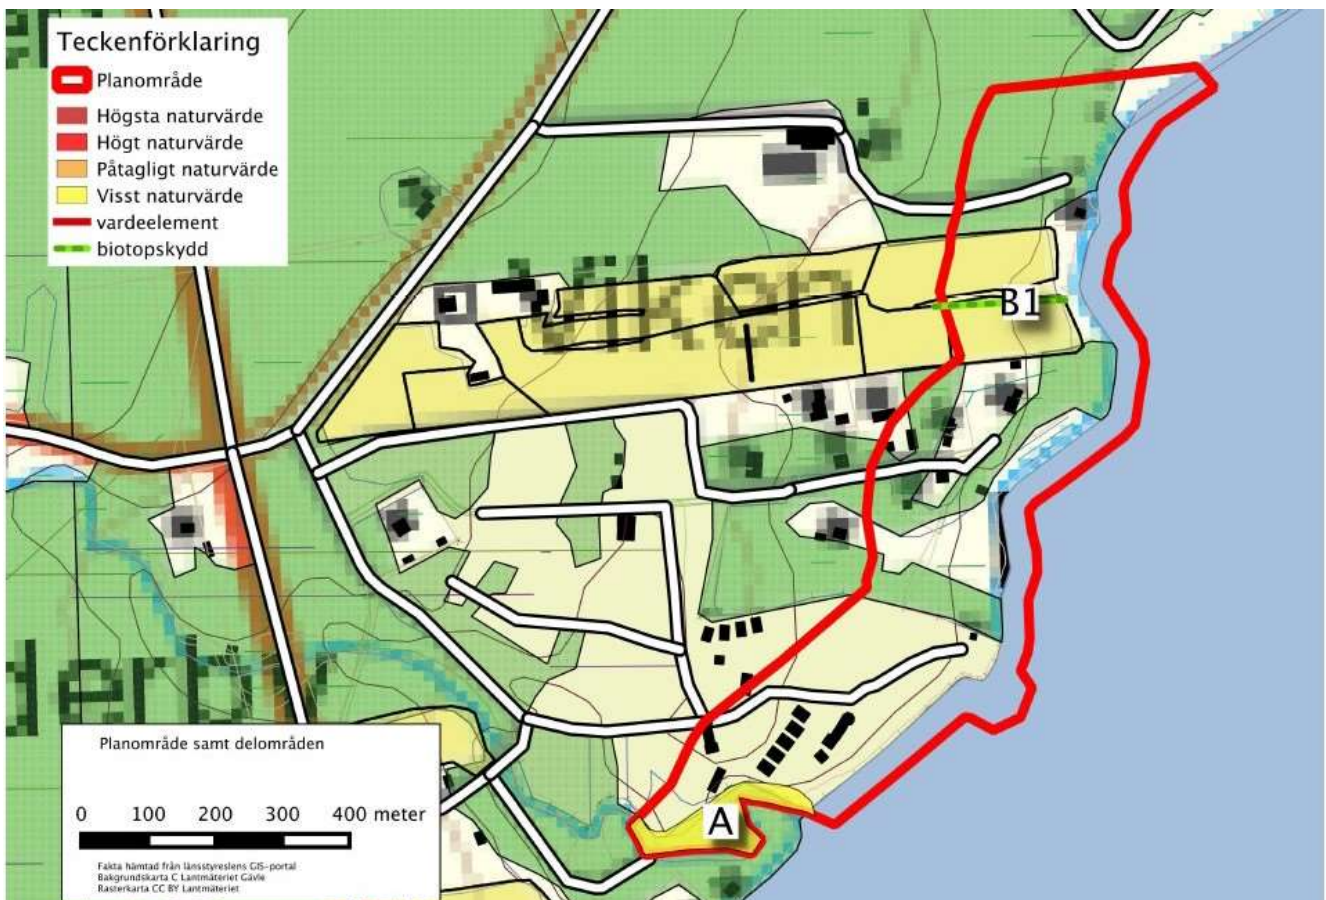 Teckenförklaring
Planområde
Högsta naturvärde
Högt naturvärde
Påtagligt naturvärde
Visst naturvärde
vardeelement
biotopskydd
viken
B1
A
Planområde samt delområden
0 100 200 300 400 meter
Fakta hämtad från länsstyrelsens GIS-portal
Bakgrundskarta C Lantmäteriet Gävle
Rasterkarta CC BY Lantmäteriet